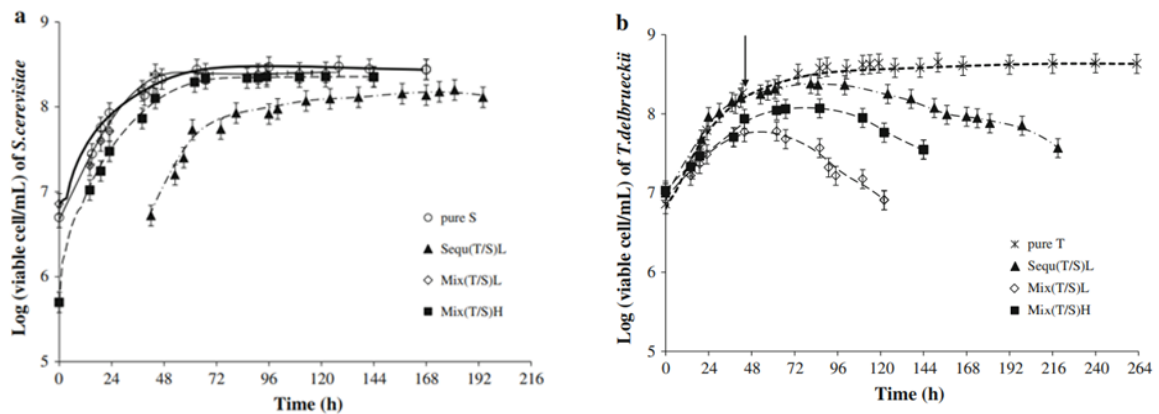 a
Log (viable cell/mL) of S.cerevisiae
9
8
7
6
5
0 24 48 72 96 120 144 168 192 216
Time (h)
pure S
Sequ(T/S)L
Mix(T/S)L
Mix(T/S)H
b
Log (viable cell/mL) of T.delbrueckii
9
8
7
6
5
0 24 48 72 96 120 144 168 192 216 240 264
Time (h)
pure T
Sequ(T/S)L
Mix(T/S)L
Mix(T/S)H